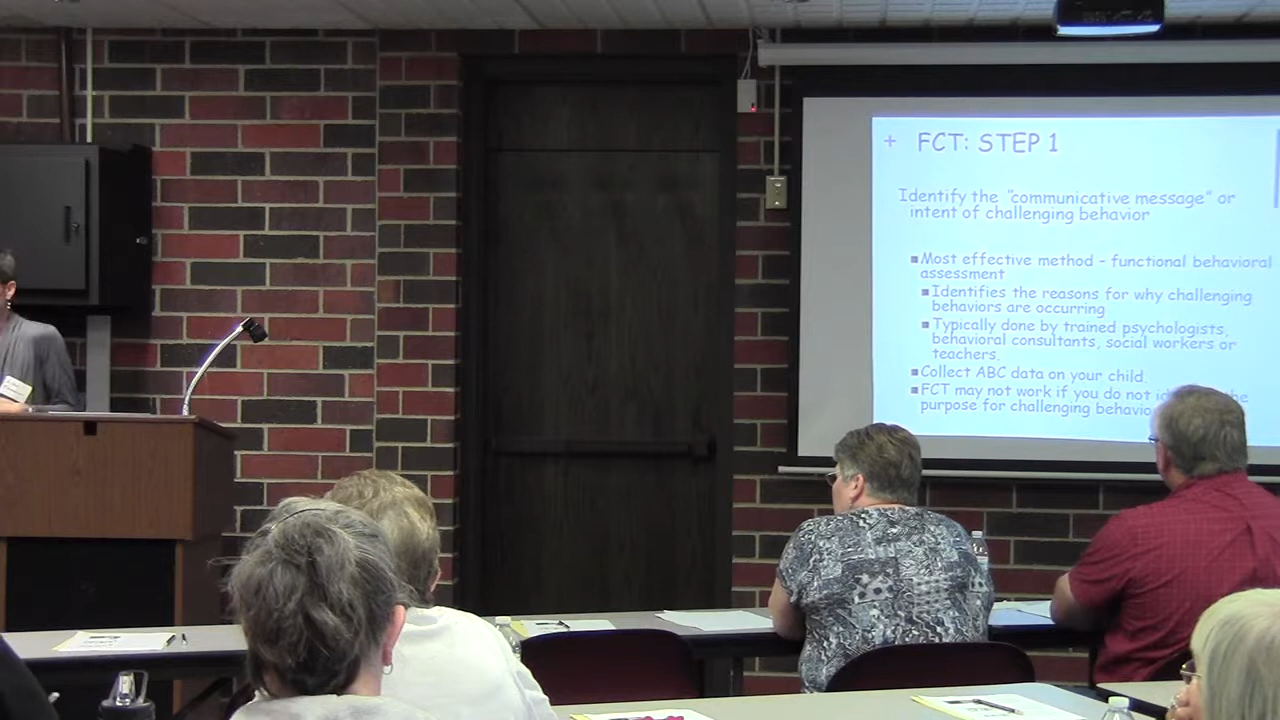 + FCT: STEP 1
Identify the "communicative message" or
intent of challenging behavior
■Most effective method - functional behavioral
assessment
■Identifies the reasons for why challenging
behaviors are occurring
■Typically done by trained psychologists,
behavioral consultants, social workers or
teachers.
■Collect ABC data on your child.
■FCT may not work if you do not the
purpose for challenging